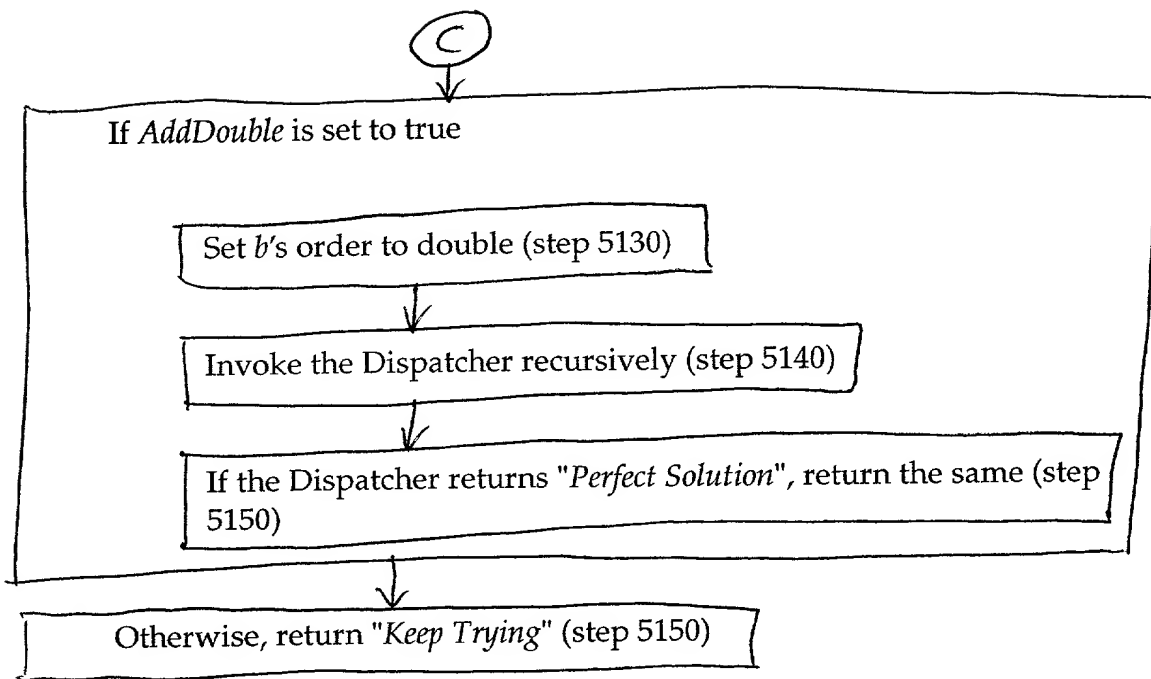 C
If AddDouble is set to true
Set b's order to double (step 5130)
Invoke the Dispatcher recursively (step 5140)
If the Dispatcher returns "Perfect Solution", return the same (step
5150)
Otherwise, return "Keep Trying" (step 5150)